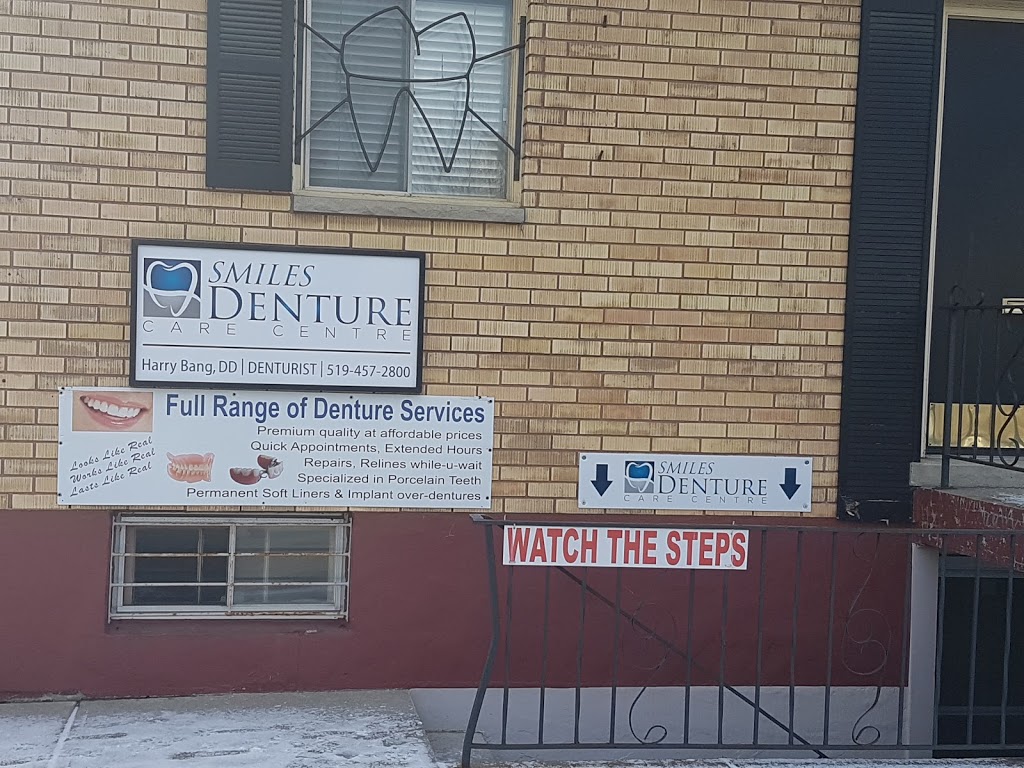 SMILES
DENTURE
CARE CENTRE
Harry Bang, DD | DENTURIST | 519-457-2800
Full Range of Denture Services
Premium quality at affordable prices
Quick Appointments, Extended Hours
Repairs, Relines while-u-wait
Specialized in Porcelain Teeth
Permanent Soft Liners & Implant over-dentures
Looks Like Real
Works Like Real
Lasts Like Real
SMILES
DENTURE
CARE CENTRE
WATCH THE STEPS